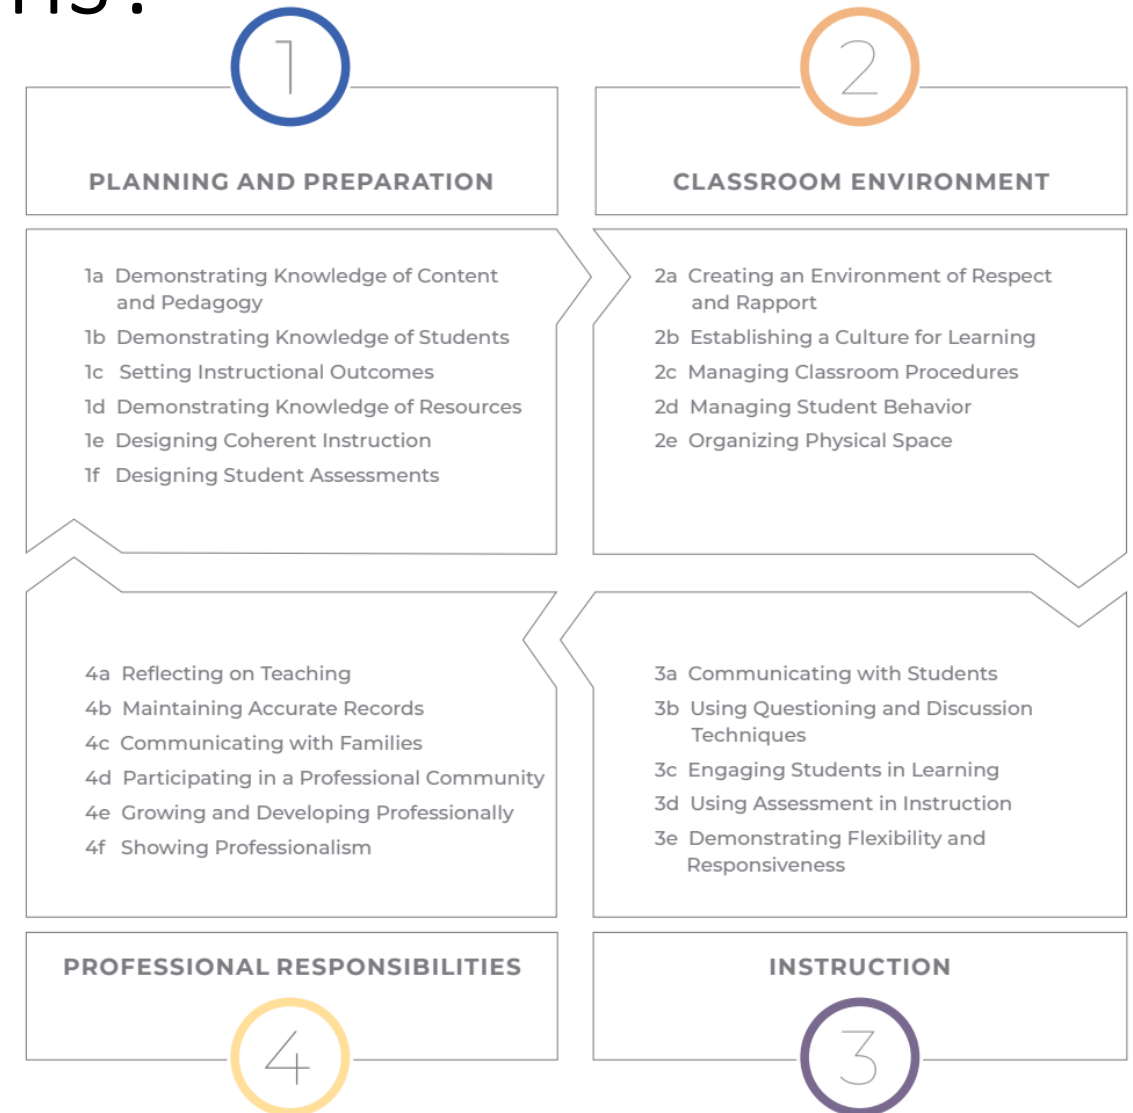 1
PLANNING AND PREPARATION
1a Demonstrating Knowledge of Content
and Pedagogy
1b Demonstrating Knowledge of Students
1c Setting Instructional Outcomes
1d Demonstrating Knowledge of Resources
1e Designing Coherent Instruction
1f Designing Student Assessments
2
CLASSROOM ENVIRONMENT
2a Creating an Environment of Respect
and Rapport
2b Establishing a Culture for Learning
2c Managing Classroom Procedures
2d Managing Student Behavior
2e Organizing Physical Space
3a Communicating with Students
3b Using Questioning and Discussion
Techniques
3c Engaging Students in Learning
3d Using Assessment in Instruction
3e Demonstrating Flexibility and
Responsiveness
INSTRUCTION
3
4a Reflecting on Teaching
4b Maintaining Accurate Records
4c Communicating with Families
4d Participating in a Professional Community
4e Growing and Developing Professionally
4f Showing Professionalism
PROFESSIONAL RESPONSIBILITIES
4